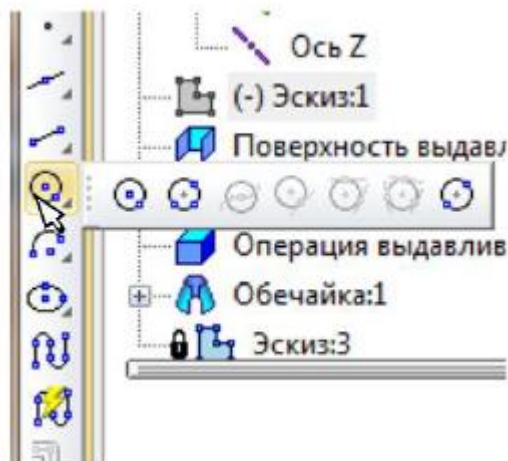 Ось Z
(-) Эскиз:1
Поверхность выдавл
Операция выдавлив
Обечайка:1
Эскиз:3